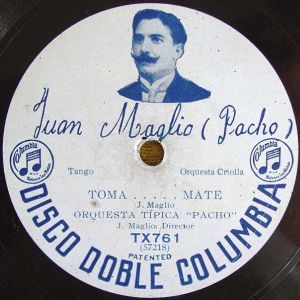 Juan Maglio (Pacho)
Columbia
Columbia
Tango
Orquesta Criolla
TOMA ..... MATE
J. Maglio
ORQUESTA TÍPICA "PACHO"
J. Maglio, Director
TX761
(57218)
PATENTED
DISCO DOBLE COLUMBIA